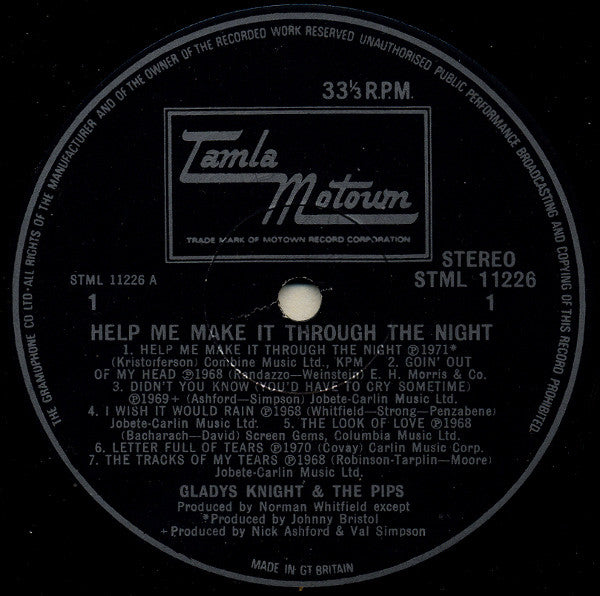 THE GRAMOPHONE CO LTD·ALL RIGHTS OF THE MANUFACTURER AND OF THE OWNER OF THE RECORDED WORK RESERVED UNAUTHORISED PUBLIC PERFORMANCE BROADCASTING AND COPYING OF THIS RECORD PROHIBITED.
33⅓ R.P.M.
Tamla
Motown
TRADE MARK OF MOTOWN RECORD CORPORATION
STML 11226 A
1
STEREO
STML 11226
1
HELP ME MAKE IT THROUGH THE NIGHT
1. HELP ME MAKE IT THROUGH THE NIGHT ℗1971*
(Kristoferson) Combine Music Ltd., KPM 2. GOIN' OUT
OF MY HEAD ℗1968 (Randazzo—Weinstein) E. H. Morris & Co.
3. DIDN'T YOU KNOW (YOU'D HAVE TO CRY SOMETIME)
℗1969+ (Ashford-Simpson) Jobete-Carlin Music Ltd.
4. I WISH IT WOULD RAIN ℗1968 (Whitfield—Strong—Penzabene)
Jobete-Carlin Music Ltd. 5. THE LOOK OF LOVE ℗1968
(Bacharach—David) Screen Gems, Columbia Music Ltd.
6. LETTER FULL OF TEARS ℗1970 (Covay) Carlin Music Corp.
7. THE TRACKS OF MY TEARS ℗1968 (Robinson-Tarplin-Moore)
Jobete-Carlin Music Ltd.
GLADYS KNIGHT & THE PIPS
Produced by Norman Whitfield except
*Produced by Johnny Bristol
+Produced by Nick Ashford & Val Simpson
MADE IN GT BRITAIN